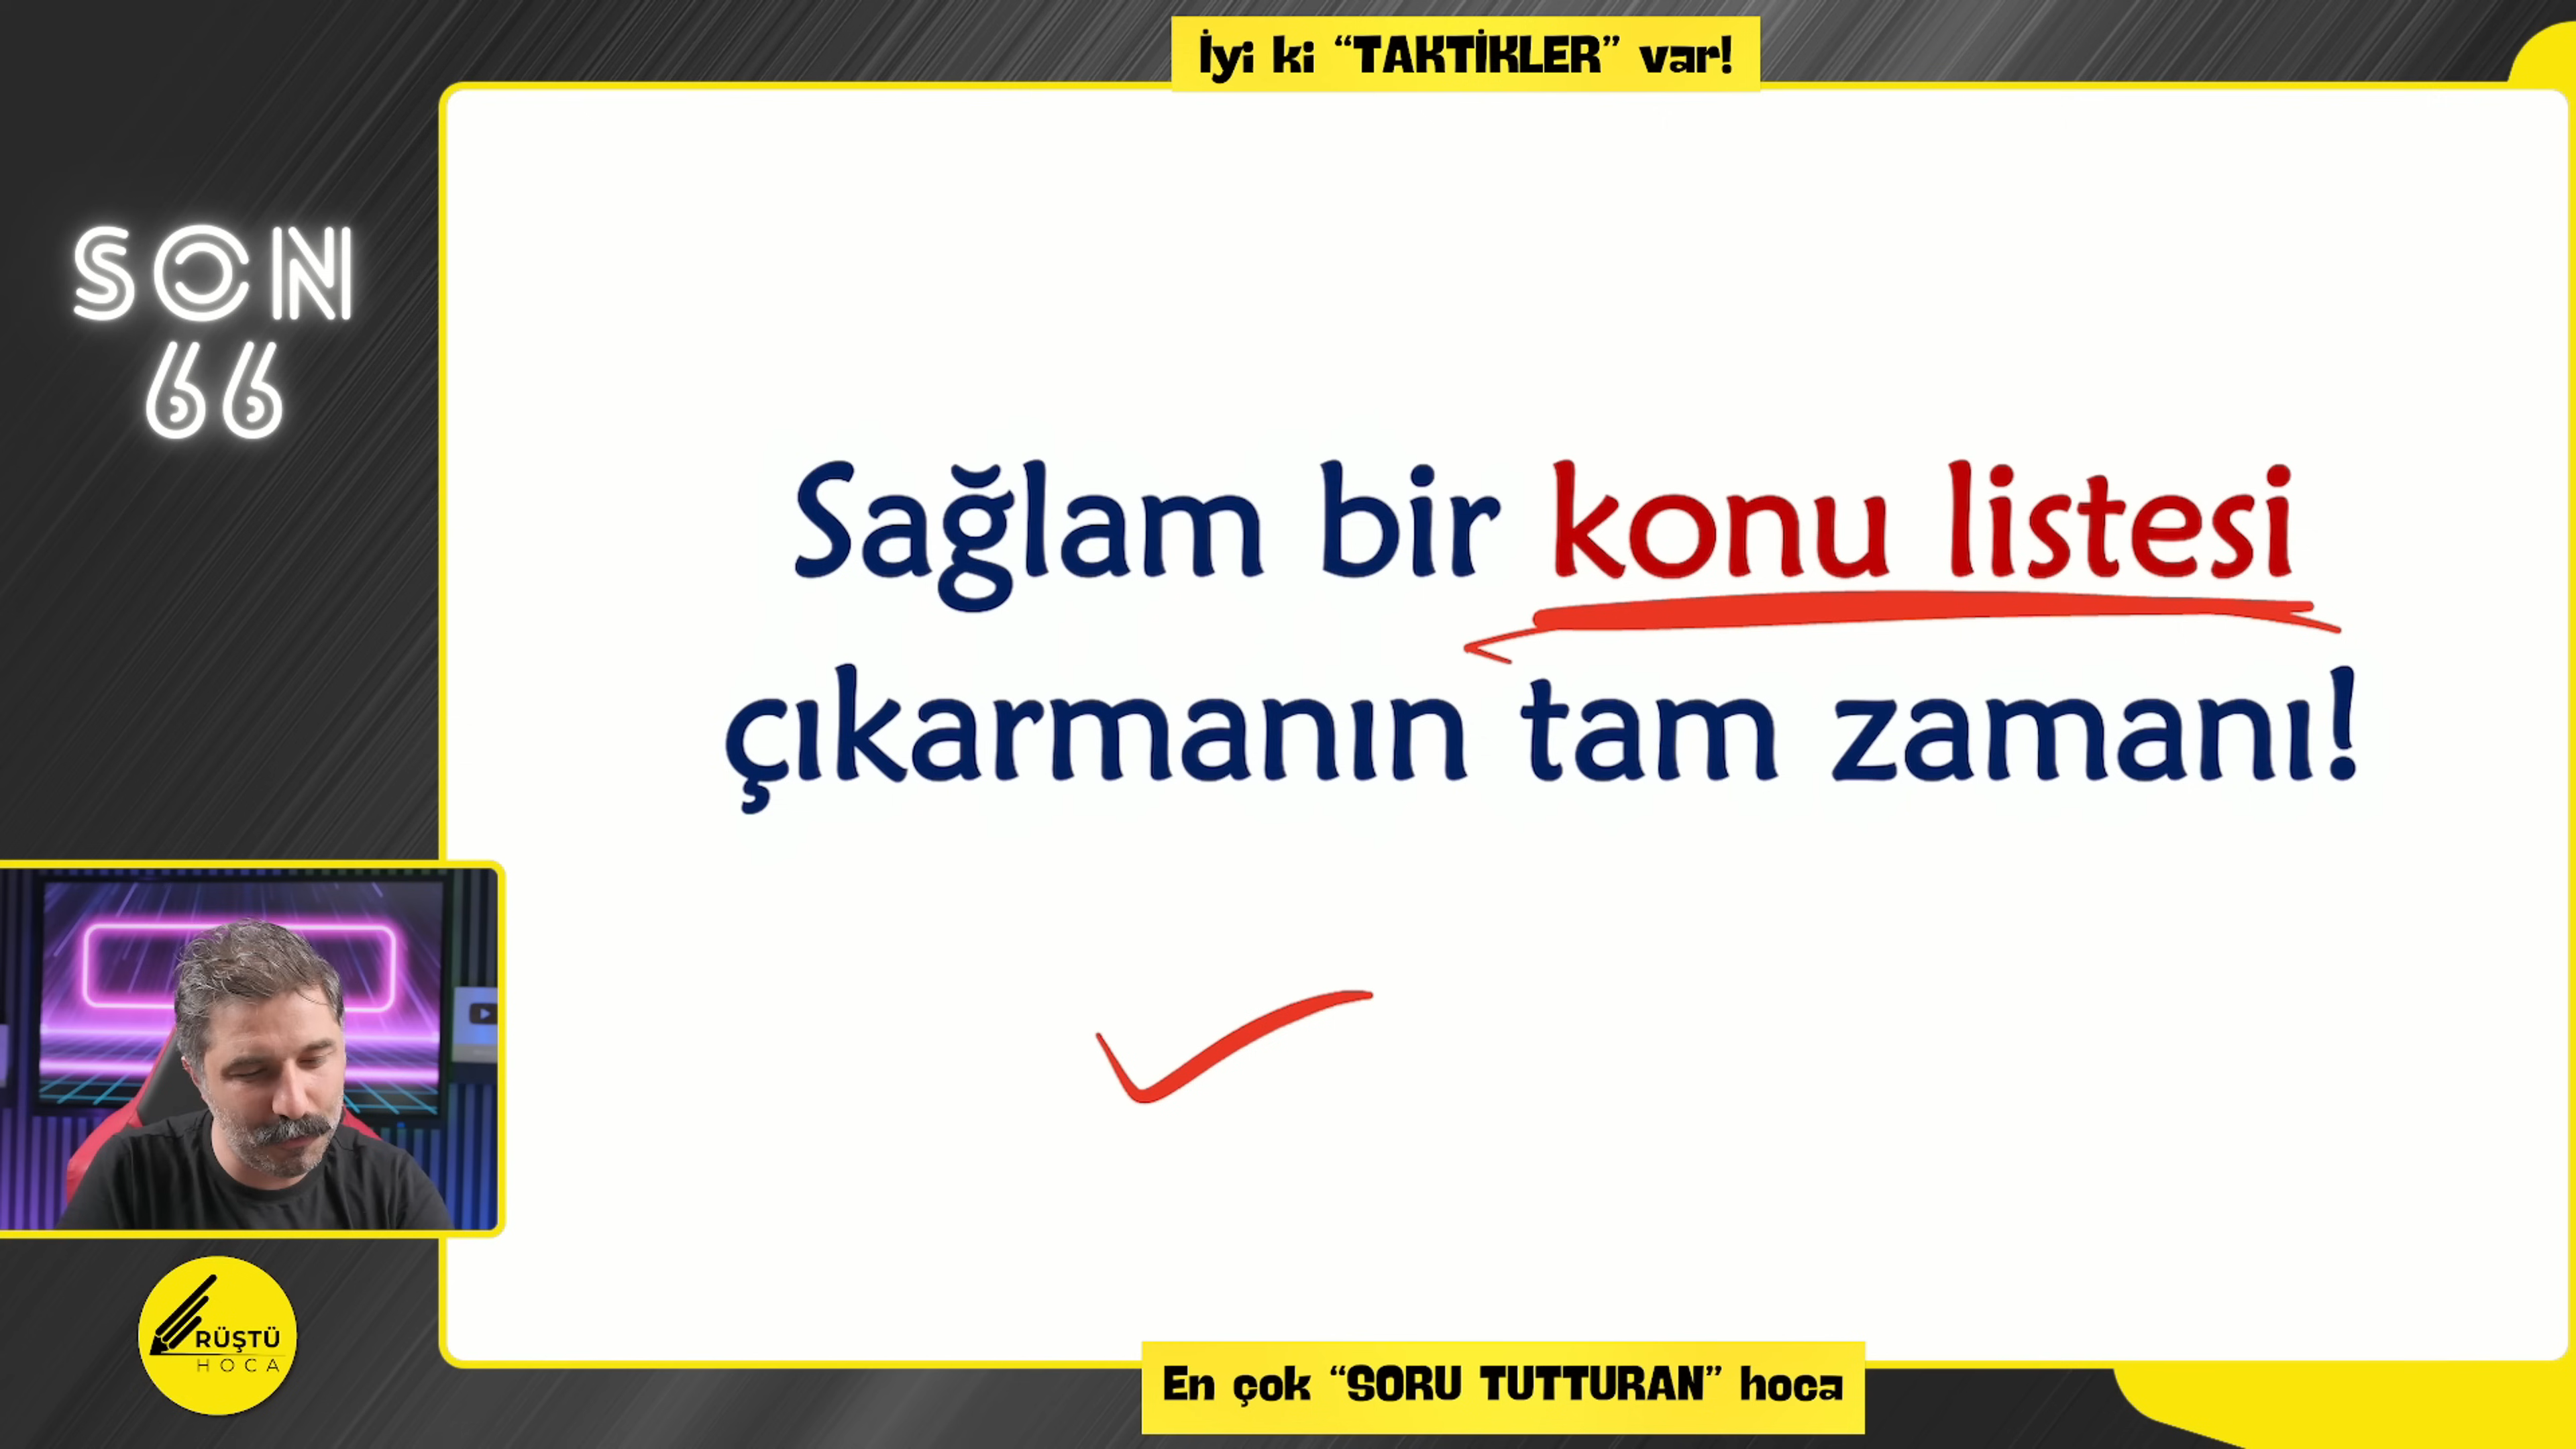 İyi ki “TAKTİKLER” var!
SON
66
Sağlam bir konu listesi
çıkarmanın tam zamanı!
RÜŞTÜ
HOCA
En çok “SORU TUTTURAN” hoca